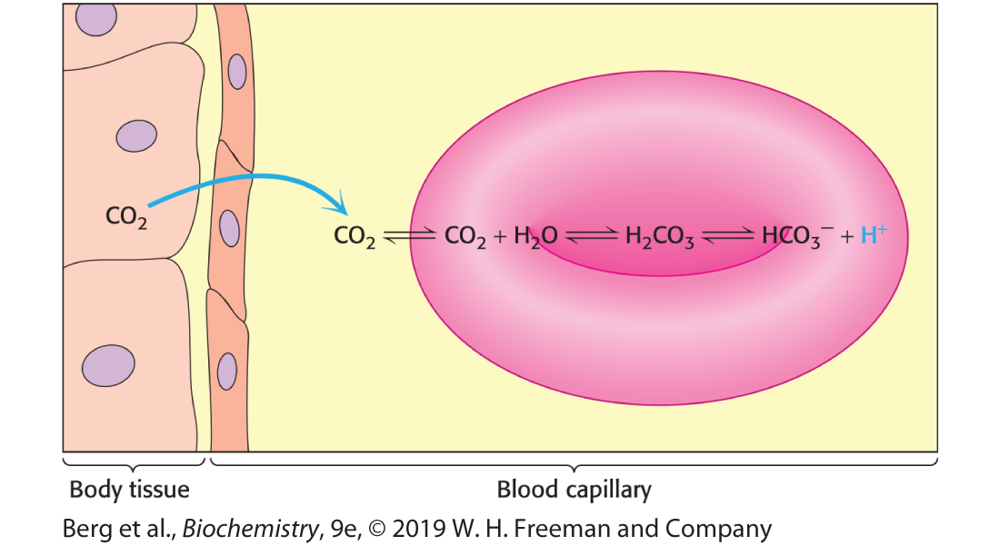 CO₂
CO₂ ⇌ CO₂ + H₂O ⇌ H₂CO₃ ⇌ HCO₃⁻ + H⁺
Body tissue
Blood capillary
Berg et al., Biochemistry, 9e, © 2019 W. H. Freeman and Company